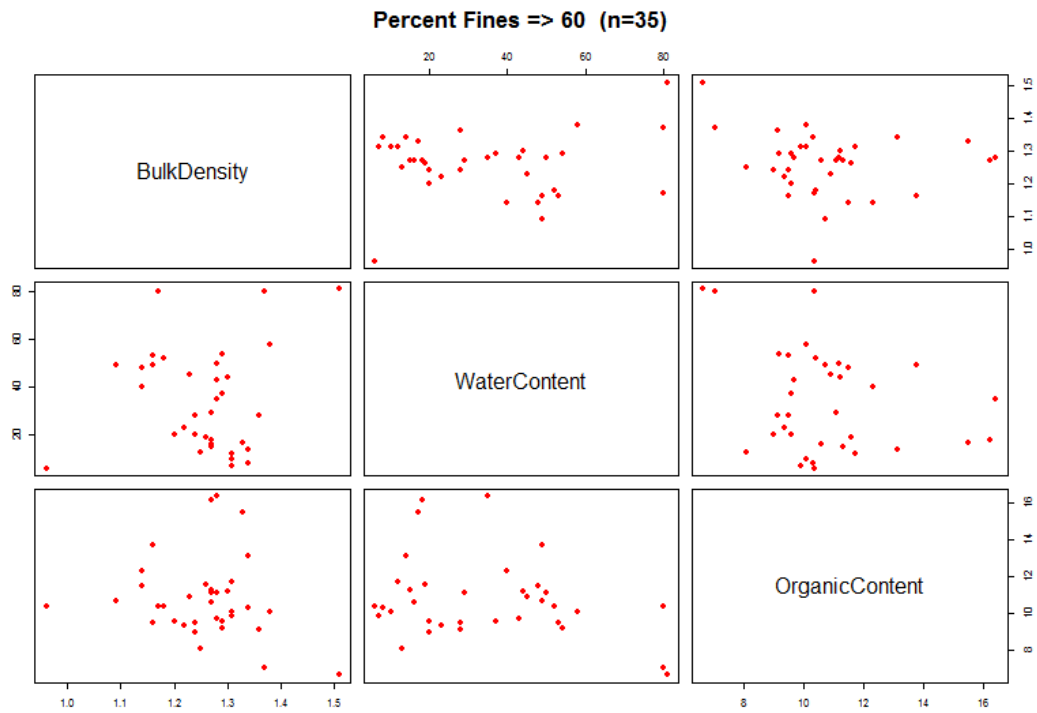 Percent Fines => 60 (n=35)
20 40 60 80
BulkDensity
1.0 1.1 1.2 1.3 1.4 1.5
20 40 60 80
WaterContent
OrganicContent
8 10 12 14 16
1.0 1.1 1.2 1.3 1.4 1.5
8 10 12 14 16